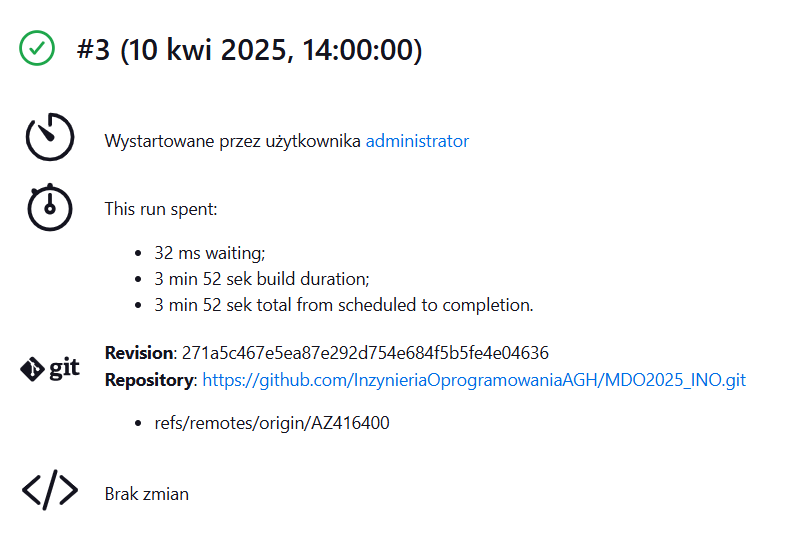 #3 (10 kwi 2025, 14:00:00)
Wystartowane przez użytkownika administrator
This run spent:
32 ms waiting;
3 min 52 sek build duration;
3 min 52 sek total from scheduled to completion.
git
Revision: 271a5c467e5ea87e292d754e684f5b5fe4e04636
Repository: https://github.com/InzynieriaOprogramowaniaAGH/MDO2025_INO.git
refs/remotes/origin/AZ416400
Brak zmian